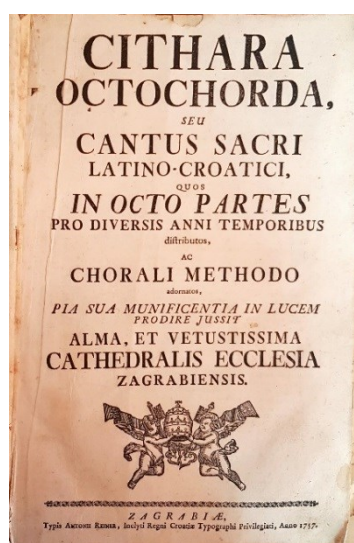 CITHARA
OCTOCHORDA,
SEU
CANTUS SACRI
LATINO-CROATICI,
QUOS
IN OCTO PARTES
PRO DIVERSIS ANNI TEMPORIBUS
diſtributos,
AC
CHORALI METHODO
adornatos,
PIA SUA MUNIFICENTIA IN LUCEM
PRODIRE JUSSIT
ALMA, ET VETUSTISSIMA
CATHEDRALIS ECCLESIA
ZAGRABIENSIS.
ZAGRABIÆ,
Typis Antonii Reiner, Inclyti Regni Croatiæ Typographi Privilegiati, Anno 1757.